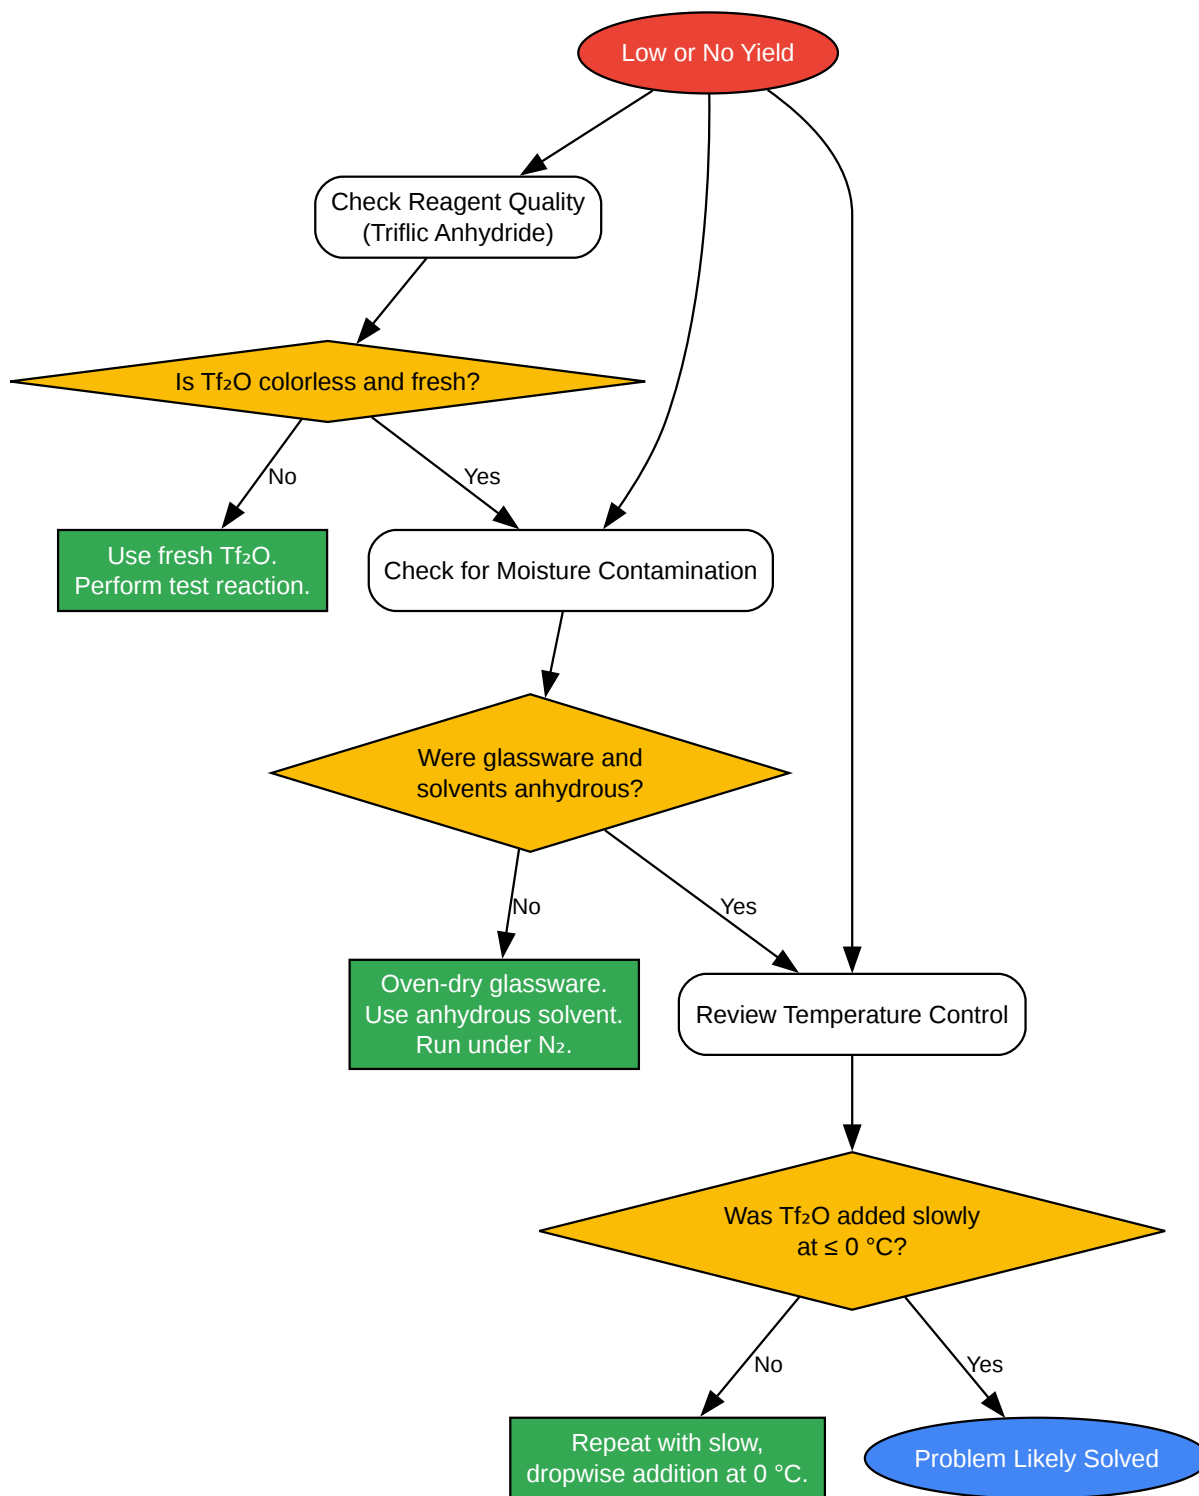 Low or No Yield
Check Reagent Quality
(Triflic Anhydride)
Is Tf₂O colorless and fresh?
No
Yes
Use fresh Tf₂O.
Perform test reaction.
Check for Moisture Contamination
Were glassware and
solvents anhydrous?
No
Yes
Oven-dry glassware.
Use anhydrous solvent.
Run under N₂.
Review Temperature Control
Was Tf₂O added slowly
at ≤ 0 °C?
No
Yes
Repeat with slow,
dropwise addition at 0 °C.
Problem Likely Solved